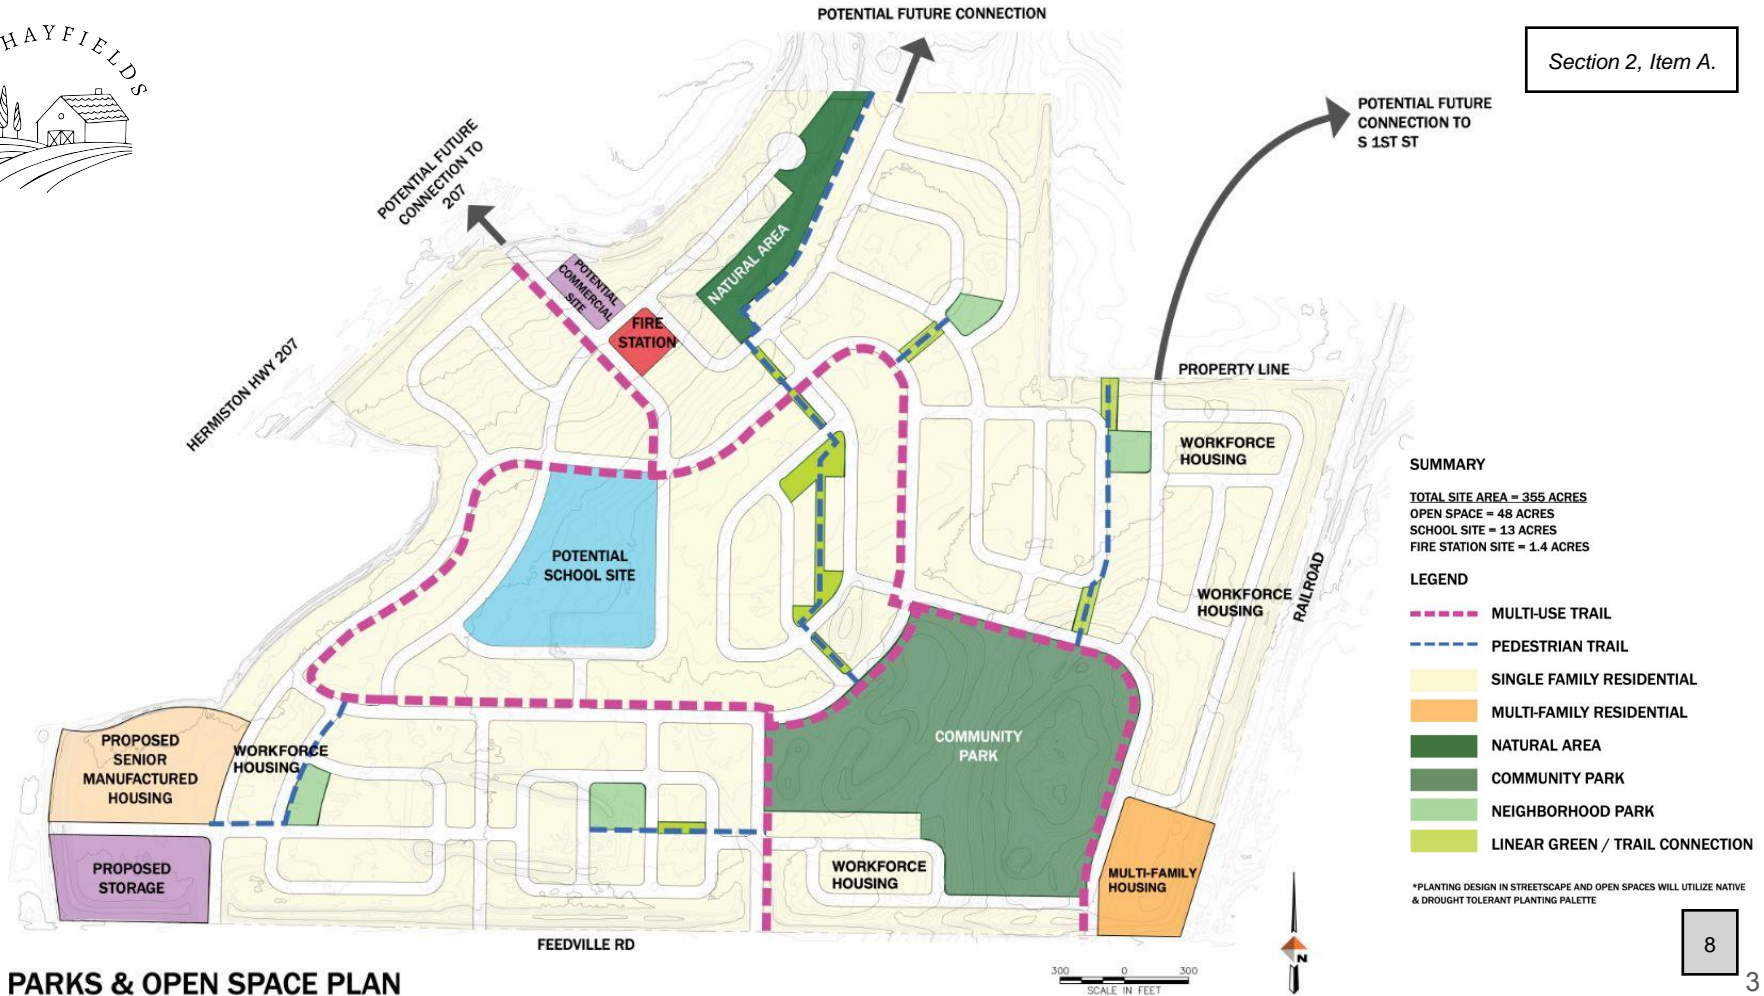 HAYFIELDS
POTENTIAL FUTURE CONNECTION
Section 2, Item A.
POTENTIAL FUTURE
CONNECTION TO
S 1ST ST
POTENTIAL FUTURE
CONNECTION TO
207
NATURAL AREA
POTENTIAL
COMMERCIAL
SITE
FIRE
STATION
HERMISTON HWY 207
PROPERTY LINE
WORKFORCE
HOUSING
POTENTIAL
SCHOOL SITE
WORKFORCE
HOUSING
RAILROAD
SUMMARY
TOTAL SITE AREA = 355 ACRES
OPEN SPACE = 48 ACRES
SCHOOL SITE = 13 ACRES
FIRE STATION SITE = 1.4 ACRES
LEGEND
MULTI-USE TRAIL
PEDESTRIAN TRAIL
SINGLE FAMILY RESIDENTIAL
MULTI-FAMILY RESIDENTIAL
NATURAL AREA
COMMUNITY PARK
NEIGHBORHOOD PARK
LINEAR GREEN / TRAIL CONNECTION
*PLANTING DESIGN IN STREETSCAPE AND OPEN SPACES WILL UTILIZE NATIVE
& DROUGHT TOLERANT PLANTING PALETTE
PROPOSED
SENIOR
MANUFACTURED
HOUSING
WORKFORCE
HOUSING
COMMUNITY
PARK
PROPOSED
STORAGE
WORKFORCE
HOUSING
MULTI-FAMILY
HOUSING
FEEDVILLE RD
300 0 300
SCALE IN FEET
N
8
3
PARKS & OPEN SPACE PLAN